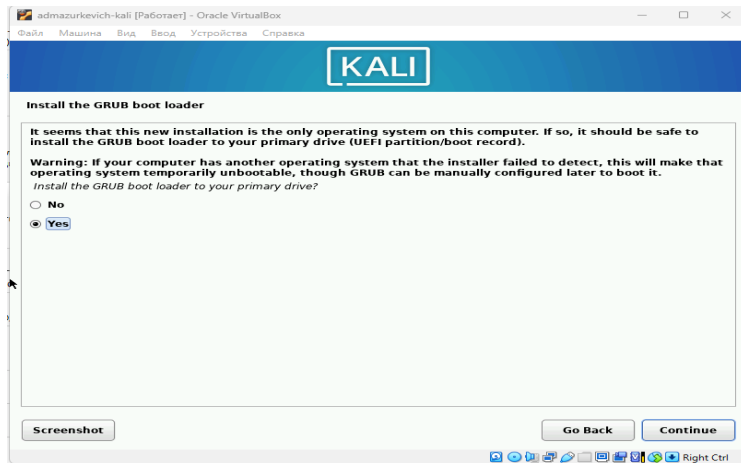 admazurkevich-kali [Работает] - Oracle VirtualBox
Файл Машина Вид Ввод Устройства Справка
KALI
Install the GRUB boot loader
It seems that this new installation is the only operating system on this computer. If so, it should be safe to
install the GRUB boot loader to your primary drive (UEFI partition/boot record).
Warning: If your computer has another operating system that the installer failed to detect, this will make that
operating system temporarily unbootable, though GRUB can be manually configured later to boot it.
Install the GRUB boot loader to your primary drive?
No
Yes
Screenshot
Go Back
Continue
Right Ctrl